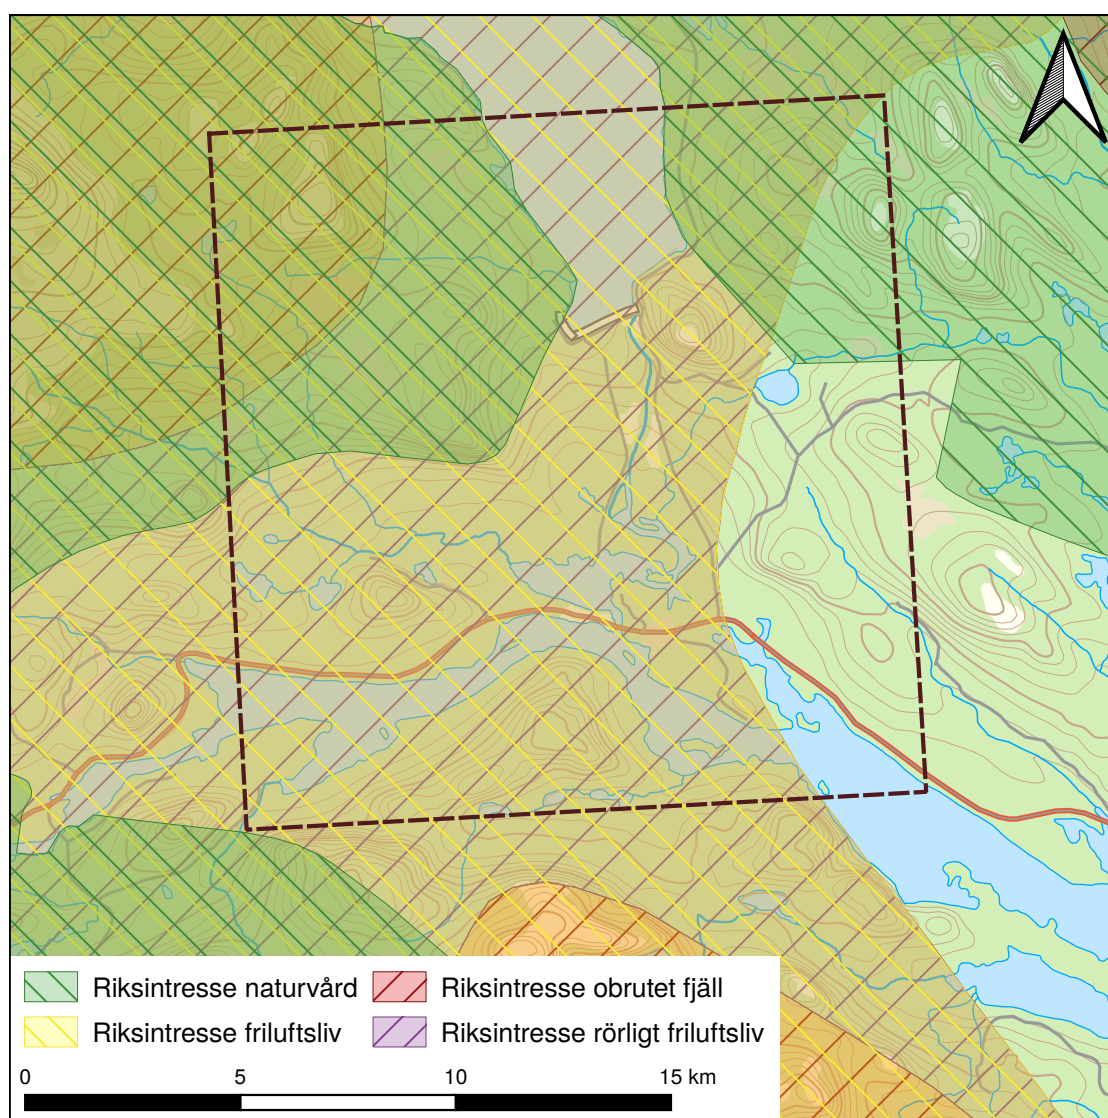 Riksintresse naturvård
Riksintresse obrutet fjäll
Riksintresse friluftsliv
Riksintresse rörligt friluftsliv
0 5 10 15 km